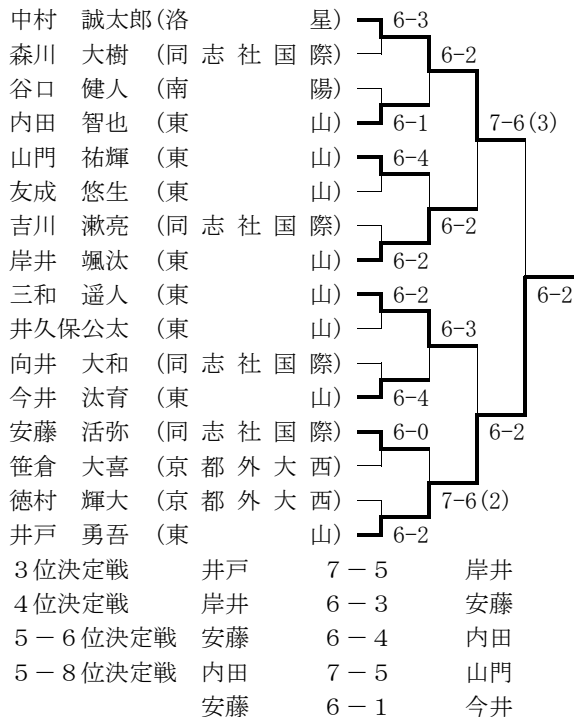 中村 誠太郎(洛 星) 6-3
森川 大樹 (同志社国際) 6-2
谷口 健人 (南 陽)
内田 智也 (東 山) 6-1 7-6(3)
山門 祐輝 (東 山) 6-4
友成 悠生 (東 山)
吉川 漱亮 (同志社国際) 6-2
岸井 颯汰 (東 山) 6-2
三和 遥人 (東 山) 6-2 6-2
井久保公太 (東 山) 6-3
向井 大和 (同志社国際)
今井 汰育 (東 山) 6-4
安藤 活弥 (同志社国際) 6-0 6-2
笹倉 大喜 (京都外大西)
徳村 輝大 (京都外大西) 7-6(2)
井戸 勇吾 (東 山) 6-2
3位決定戦 井戸 7-5 岸井
4位決定戦 岸井 6-3 安藤
5-6位決定戦 安藤 6-4 内田
5-8位決定戦 内田 7-5 山門
安藤 6-1 今井